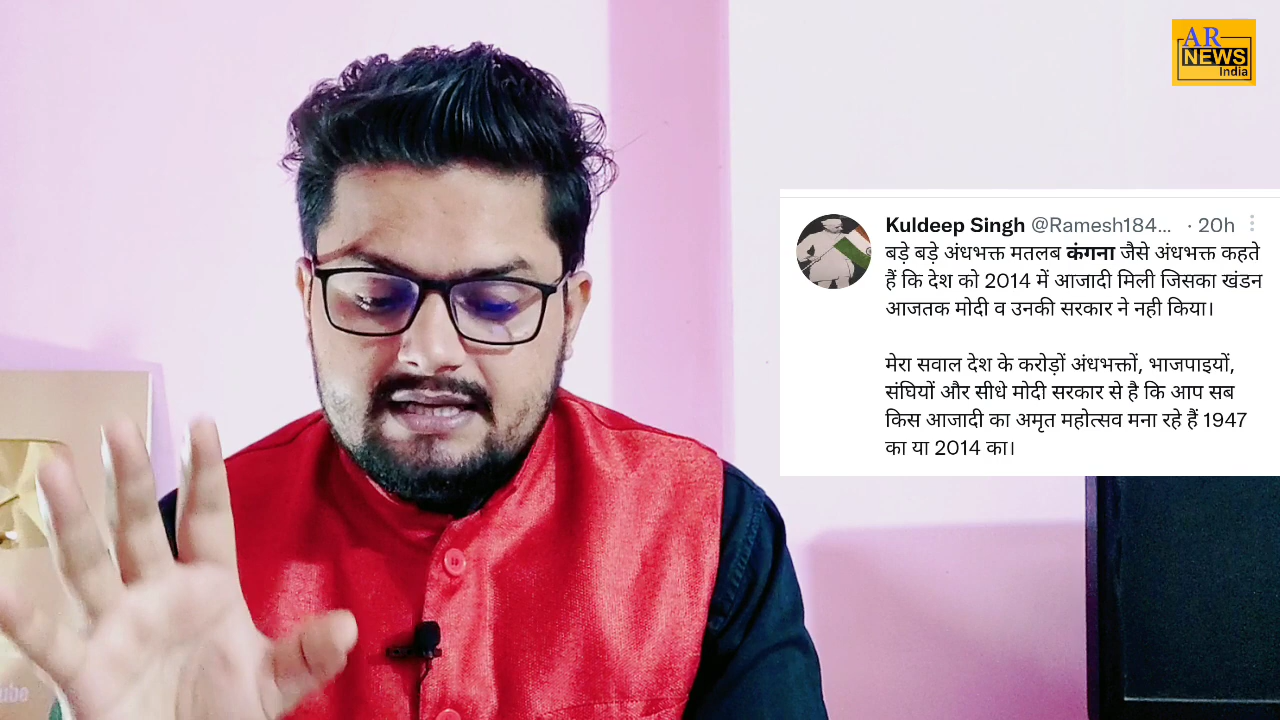 AR
NEWS
India
Kuldeep Singh @Ramesh184... · 20h
बड़े बड़े अंधभक्त मतलब कंगना जैसे अंधभक्त कहते
हैं कि देश को 2014 में आजादी मिली जिसका खंडन
आजतक मोदी व उनकी सरकार ने नही किया।
मेरा सवाल देश के करोड़ों अंधभक्तों, भाजपाइयों,
संघियों और सीधे मोदी सरकार से है कि आप सब
किस आजादी का अमृत महोत्सव मना रहे हैं 1947
का या 2014 का।